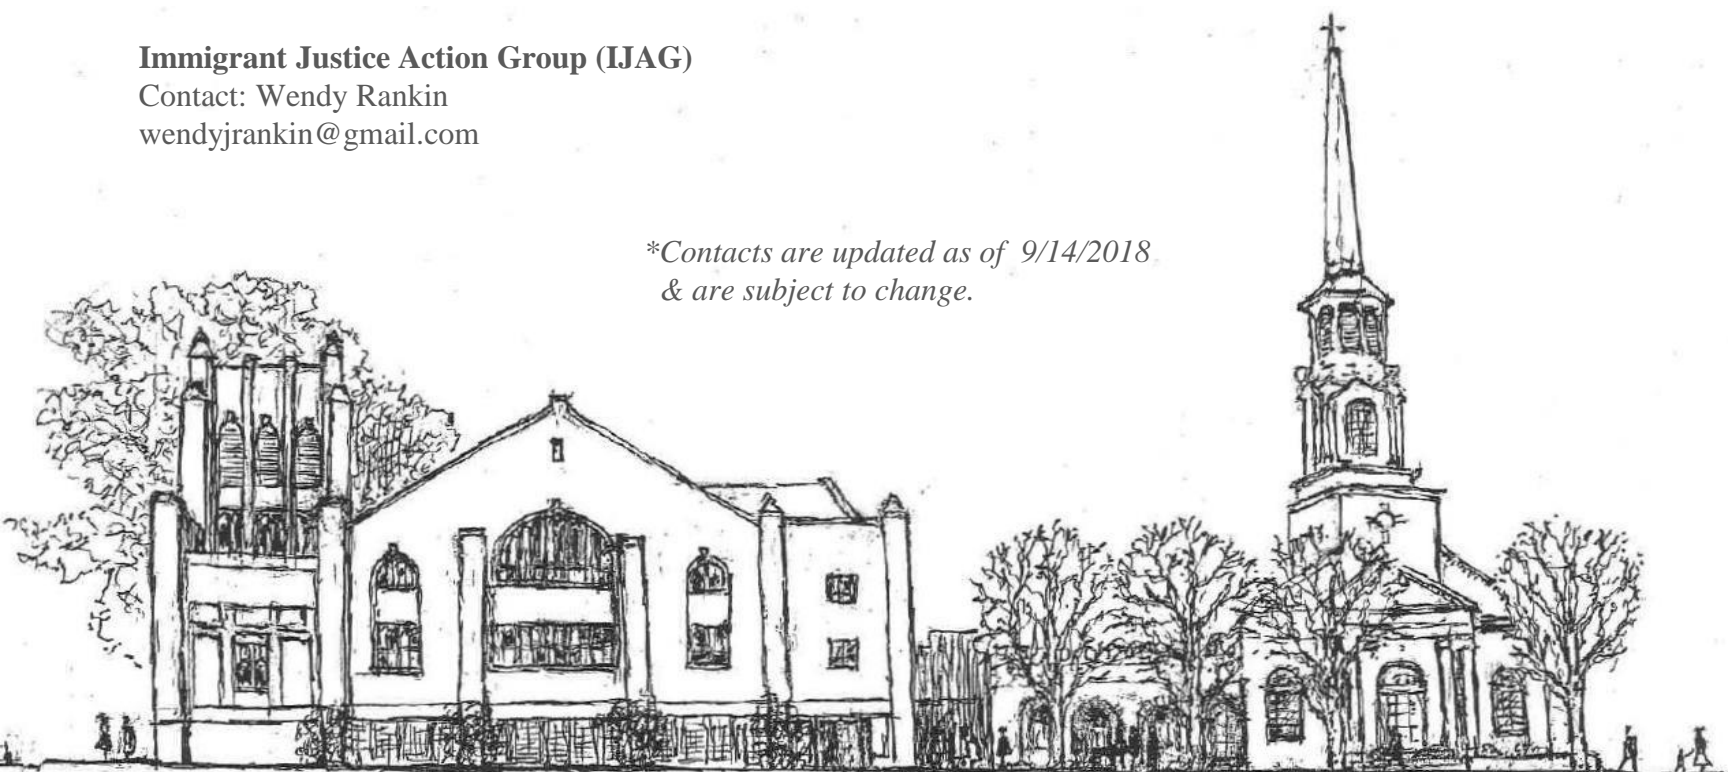 Immigrant Justice Action Group (IJAG)
Contact: Wendy Rankin
wendyjrankin@gmail.com
*Contacts are updated as of 9/14/2018
& are subject to change.